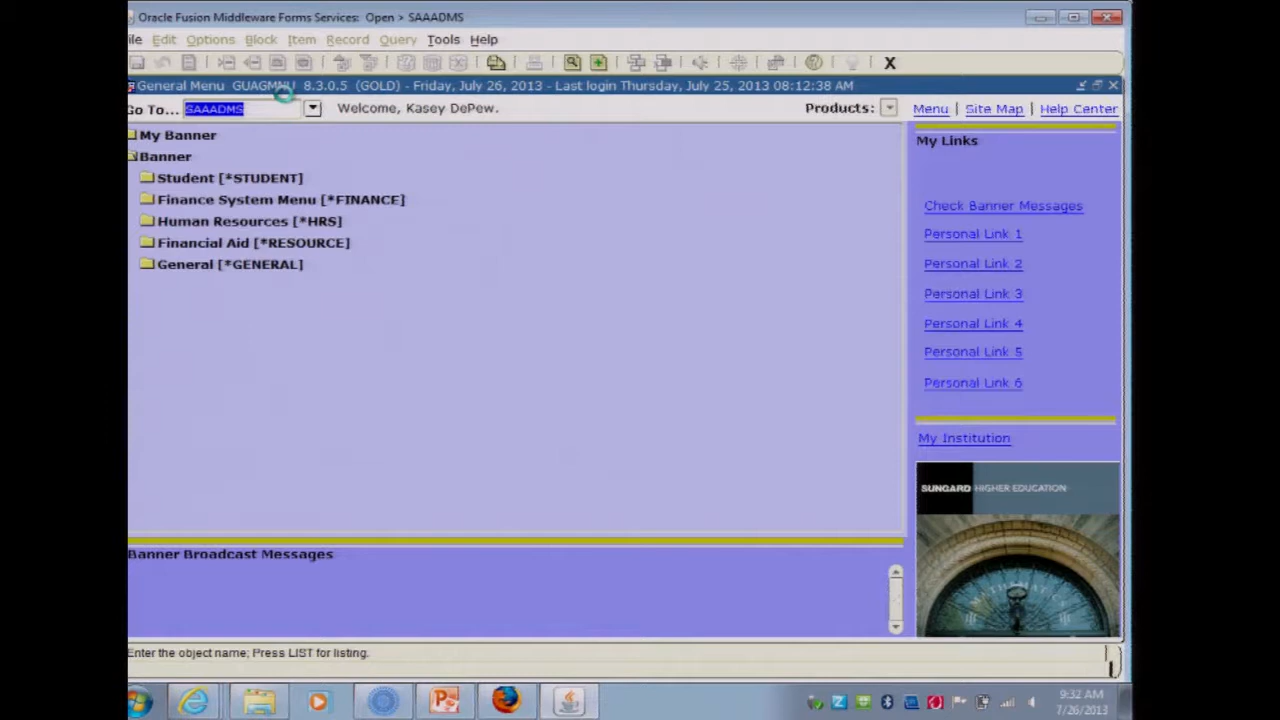 Oracle Fusion Middleware Forms Services: Open > SAAADMS
ile Edit Options Block Item Record Query Tools Help
General Menu GUAGMNU 8.3.0.5 (GOLD) - Friday, July 26, 2013 - Last login Thursday, July 25, 2013 08:12:38 AM
Go To... SAAADMS Welcome, Kasey DePew. Products: Menu | Site Map | Help Center
My Banner
Banner
Student [*STUDENT]
Finance System Menu [*FINANCE]
Human Resources [*HRS]
Financial Aid [*RESOURCE]
General [*GENERAL]
My Links
Check Banner Messages
Personal Link 1
Personal Link 2
Personal Link 3
Personal Link 4
Personal Link 5
Personal Link 6
My Institution
SUNGARD HIGHER EDUCATION
MATHEMATICS
Banner Broadcast Messages
Enter the object name; Press LIST for listing.
9:32 AM
7/26/2013